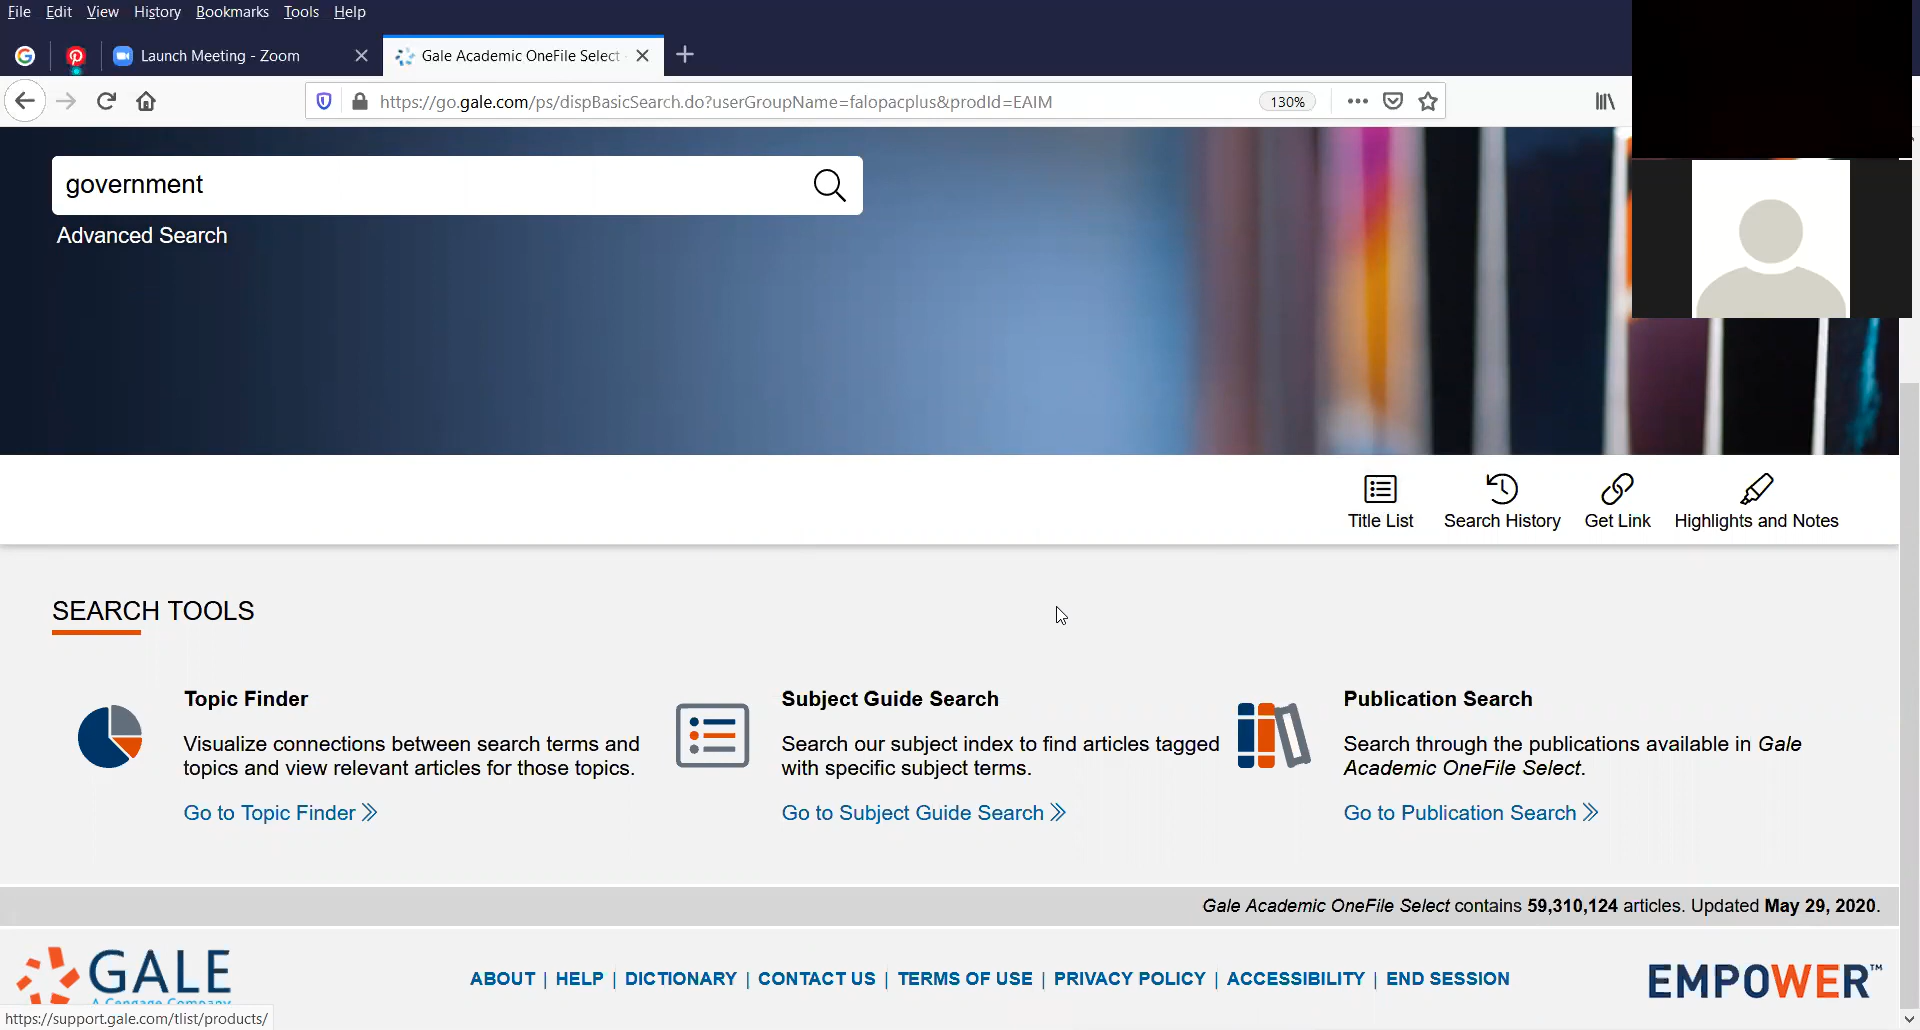 File Edit View History Bookmarks Tools Help
Launch Meeting - Zoom
Gale Academic OneFile Select
https://go.gale.com/ps/dispBasicSearch.do?userGroupName=falopacplus&prodId=EAIM
130%
government
Advanced Search
Title List
Search History
Get Link
Highlights and Notes
SEARCH TOOLS
Topic Finder
Visualize connections between search terms and
topics and view relevant articles for those topics.
Go to Topic Finder
Subject Guide Search
Search our subject index to find articles tagged
with specific subject terms.
Go to Subject Guide Search
Publication Search
Search through the publications available in Gale
Academic OneFile Select.
Go to Publication Search
Gale Academic OneFile Select contains 59,310,124 articles. Updated May 29, 2020.
GALE
A Cengage Company
ABOUT | HELP | DICTIONARY | CONTACT US | TERMS OF USE | PRIVACY POLICY | ACCESSIBILITY | END SESSION
EMPOWER™
https://support.gale.com/tlist/products/